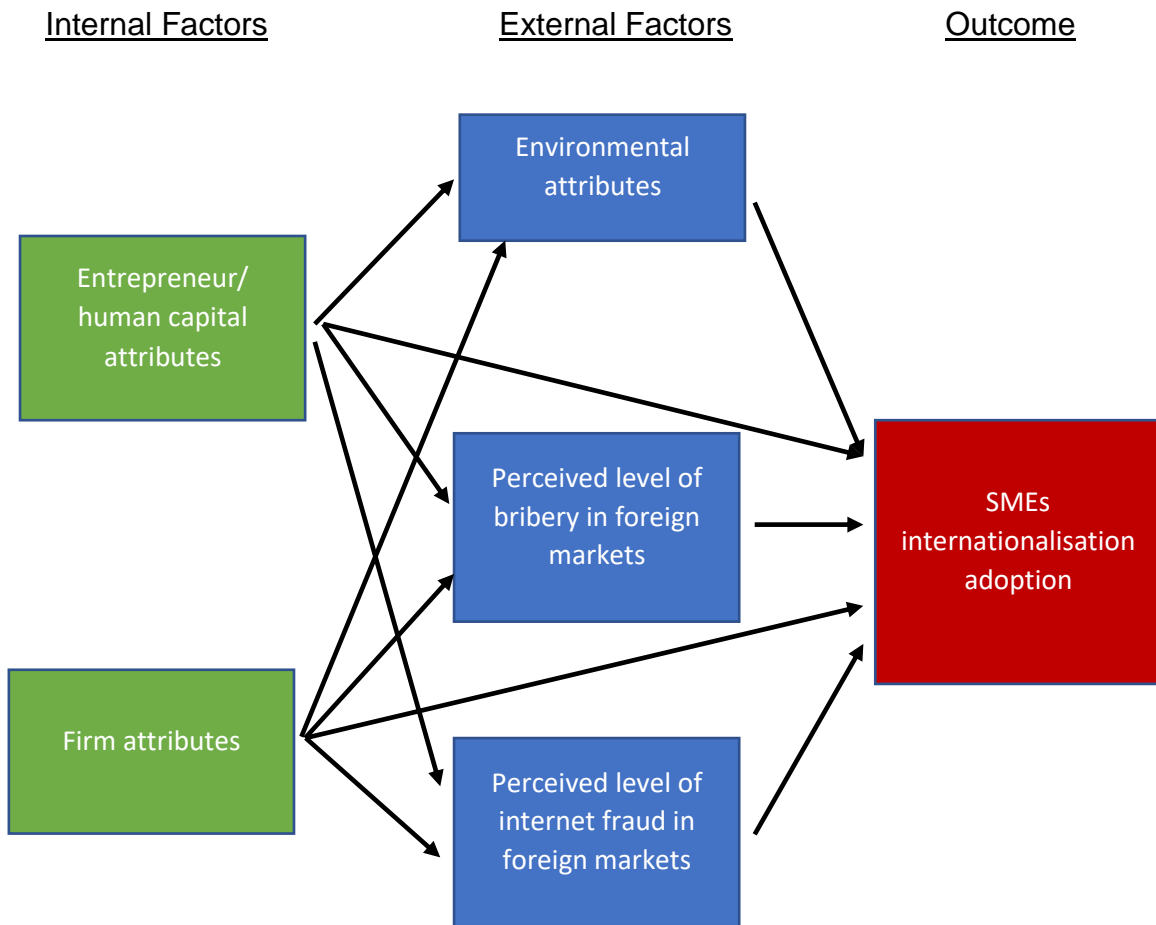 Internal Factors
External Factors
Outcome
Environmental
attributes
Entrepreneur/
human capital
attributes
Perceived level of
bribery in foreign
markets
SMEs
internationalisation
adoption
Firm attributes
Perceived level of
internet fraud in
foreign markets